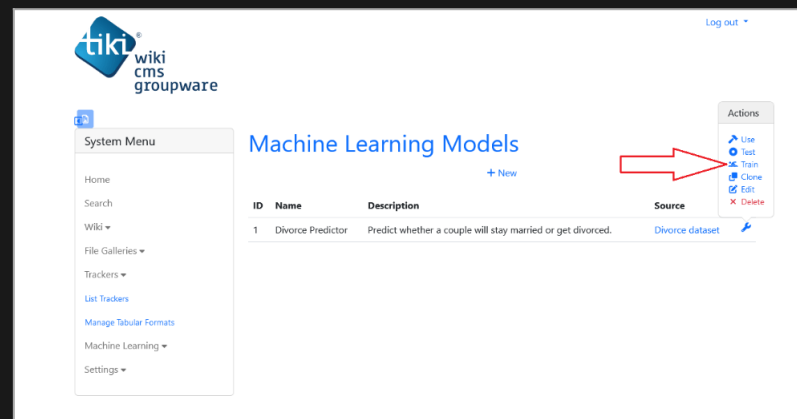 Log out
tiki®
wiki
cms
groupware
System Menu
Home
Search
Wiki
File Galleries
Trackers
List Trackers
Manage Tabular Formats
Machine Learning
Settings
Machine Learning Models
+ New
ID Name Description Source
1 Divorce Predictor Predict whether a couple will stay married or get divorced. Divorce dataset
Actions
Use
Test
Train
Clone
Edit
Delete